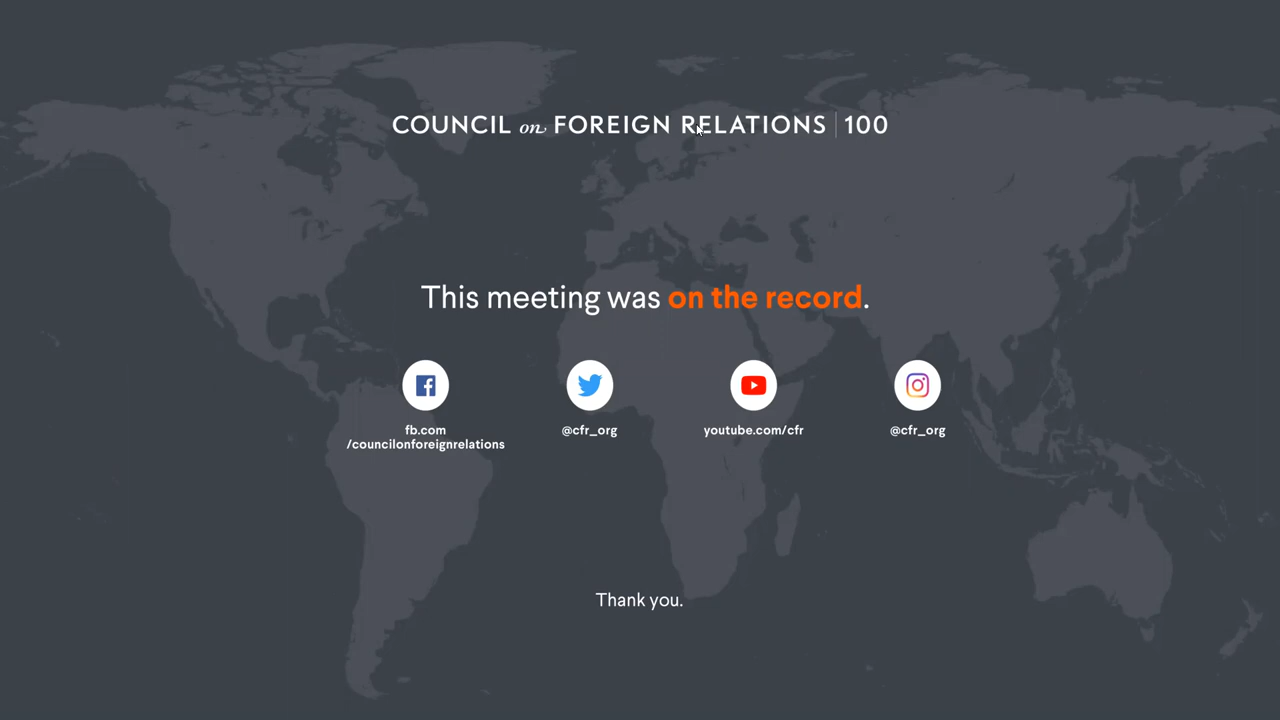 COUNCIL on FOREIGN RELATIONS | 100
This meeting was on the record.
fb.com
/councilonforeignrelations
@cfr_org
youtube.com/cfr
@cfr_org
Thank you.